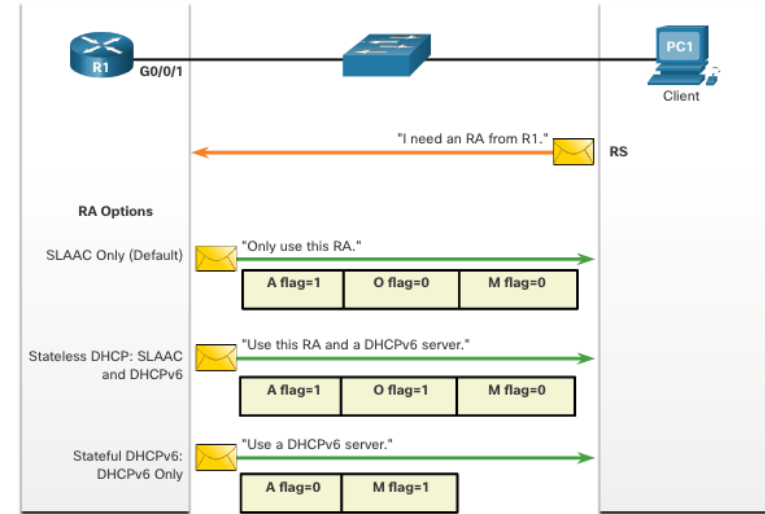 PC1
R1
G0/0/1
Client
"I need an RA from R1."
RS
RA Options
SLAAC Only (Default)
"Only use this RA."
A flag=1 O flag=0 M flag=0
Stateless DHCP: SLAAC
and DHCPv6
"Use this RA and a DHCPv6 server."
A flag=1 O flag=1 M flag=0
Stateful DHCPv6:
DHCPv6 Only
"Use a DHCPv6 server."
A flag=0 M flag=1